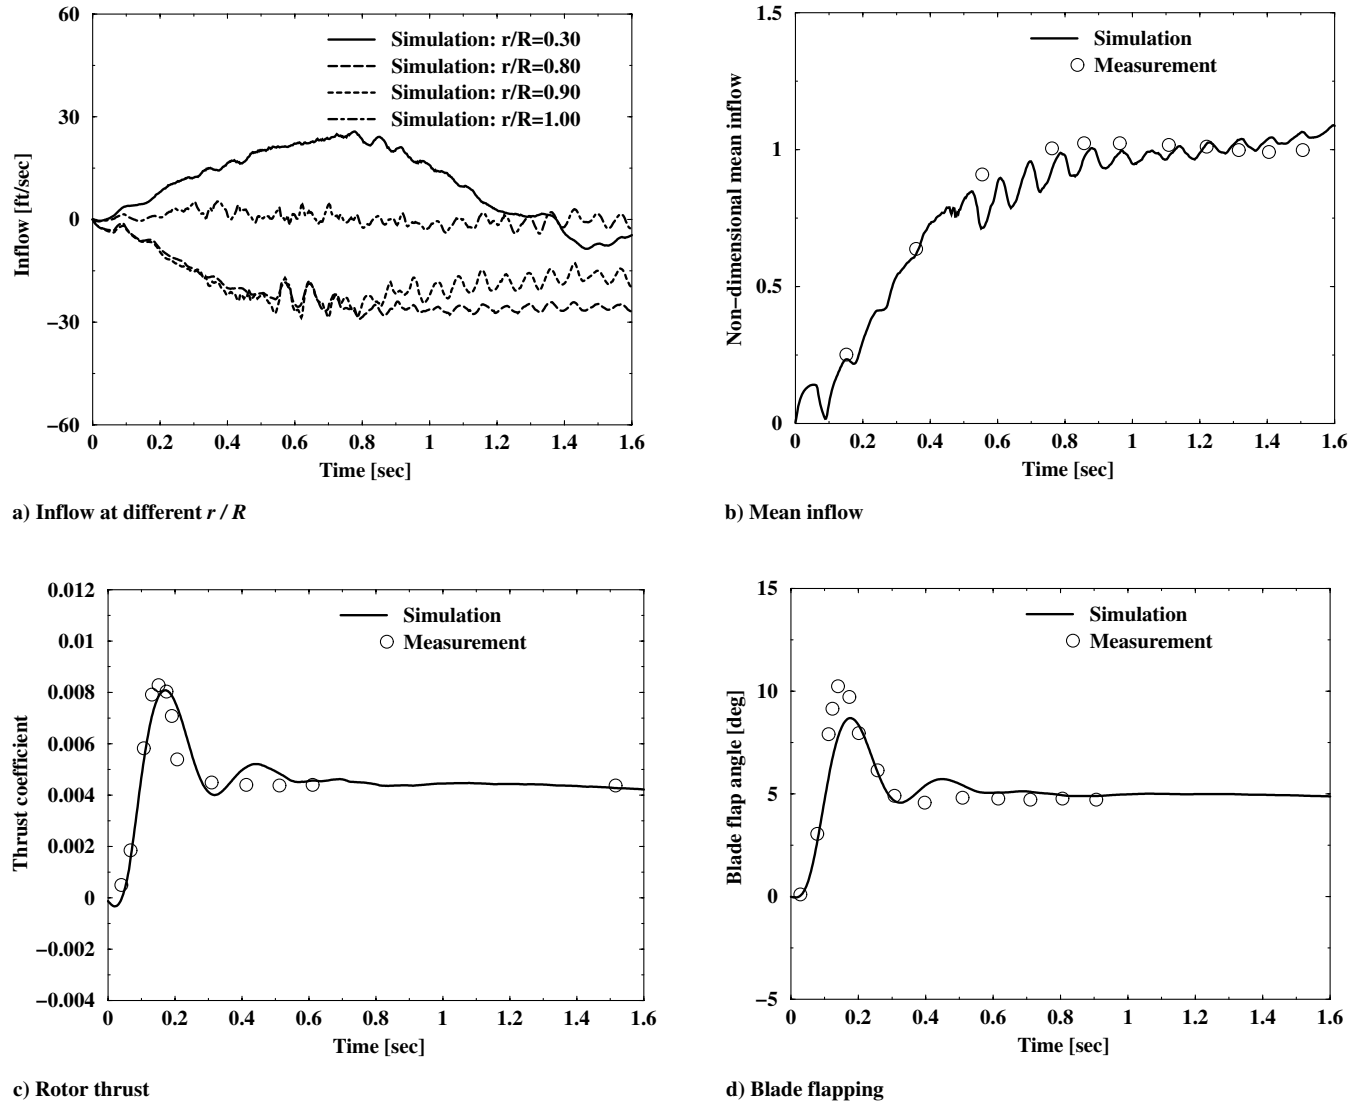 60
30
0
−30
−60
Inflow [ft/sec]
Simulation: r/R=0.30
Simulation: r/R=0.80
Simulation: r/R=0.90
Simulation: r/R=1.00
0 0.2 0.4 0.6 0.8 1 1.2 1.4 1.6
Time [sec]
a) Inflow at different r / R
1.5
1
0.5
0
Non−dimensional mean inflow
Simulation
Measurement
0 0.2 0.4 0.6 0.8 1 1.2 1.4 1.6
Time [sec]
b) Mean inflow
0.012
0.01
0.008
0.006
0.004
0.002
0
−0.002
−0.004
Thrust coefficient
Simulation
Measurement
0 0.2 0.4 0.6 0.8 1 1.2 1.4 1.6
Time [sec]
c) Rotor thrust
15
10
5
0
−5
Blade flap angle [deg]
Simulation
Measurement
0 0.2 0.4 0.6 0.8 1 1.2 1.4 1.6
Time [sec]
d) Blade flapping